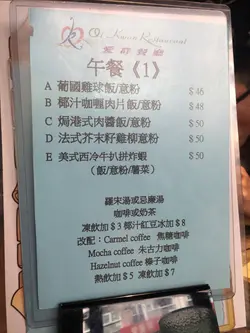 Oi Kwan Restaurant
愛群餐廳
午餐《1》
A 葡國雞球飯/意粉 $46
B 椰汁咖喱肉片飯/意粉 $48
C 焗港式肉醬飯/意粉 $50
D 法式芥末籽雞柳意粉 $50
E 美式西冷牛扒拼炸蝦 $50
(飯/意粉/薯菜)
羅宋湯或忌廉湯
咖啡或奶茶
凍飲加$3 椰汁紅豆冰加$8
改配：Carmel coffee 焦糖咖啡
Mocha coffee 朱古力咖啡
Hazelnut coffee 榛子咖啡
熱飲加$5 凍飲加$7